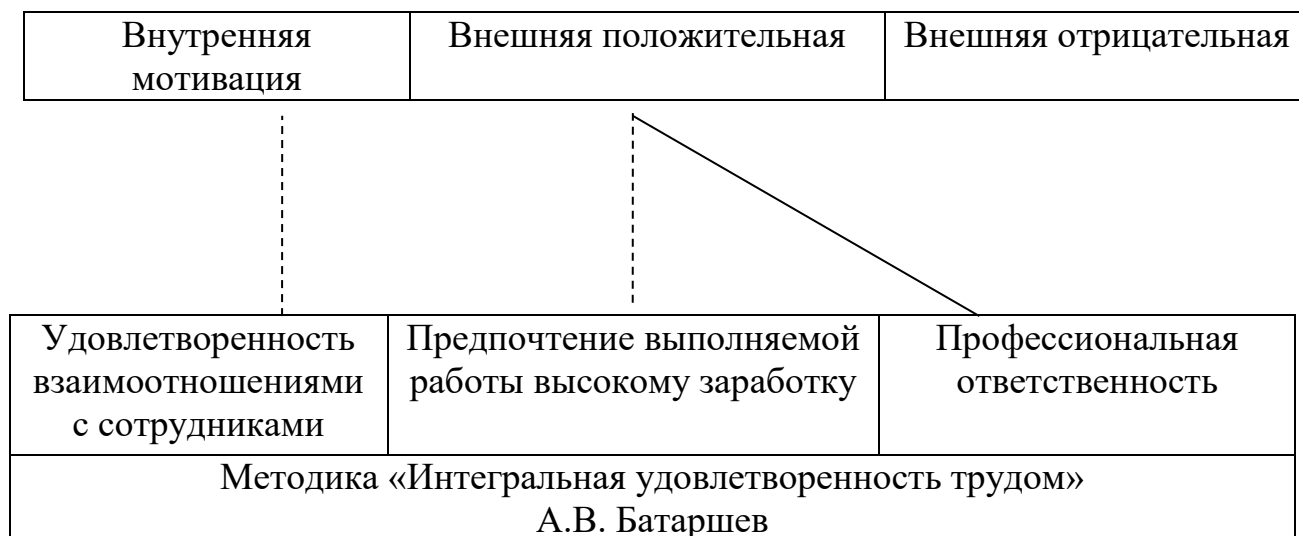 Внутренняя
мотивация
Внешняя положительная
Внешняя отрицательная
Удовлетворенность
взаимоотношениями
с сотрудниками
Предпочтение выполняемой
работы высокому заработку
Профессиональная
ответственность
Методика «Интегральная удовлетворенность трудом»
А.В. Батаршев